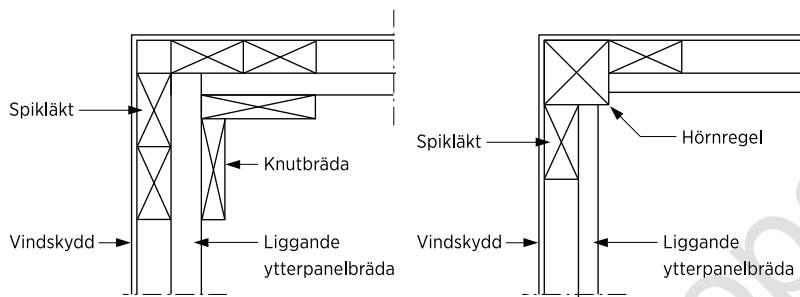 Spikläkt
Knutbräda
Vindskydd
Liggande
ytterpanelbräda
Spikläkt
Hörnregel
Vindskydd
Liggande
ytterpanelbräda